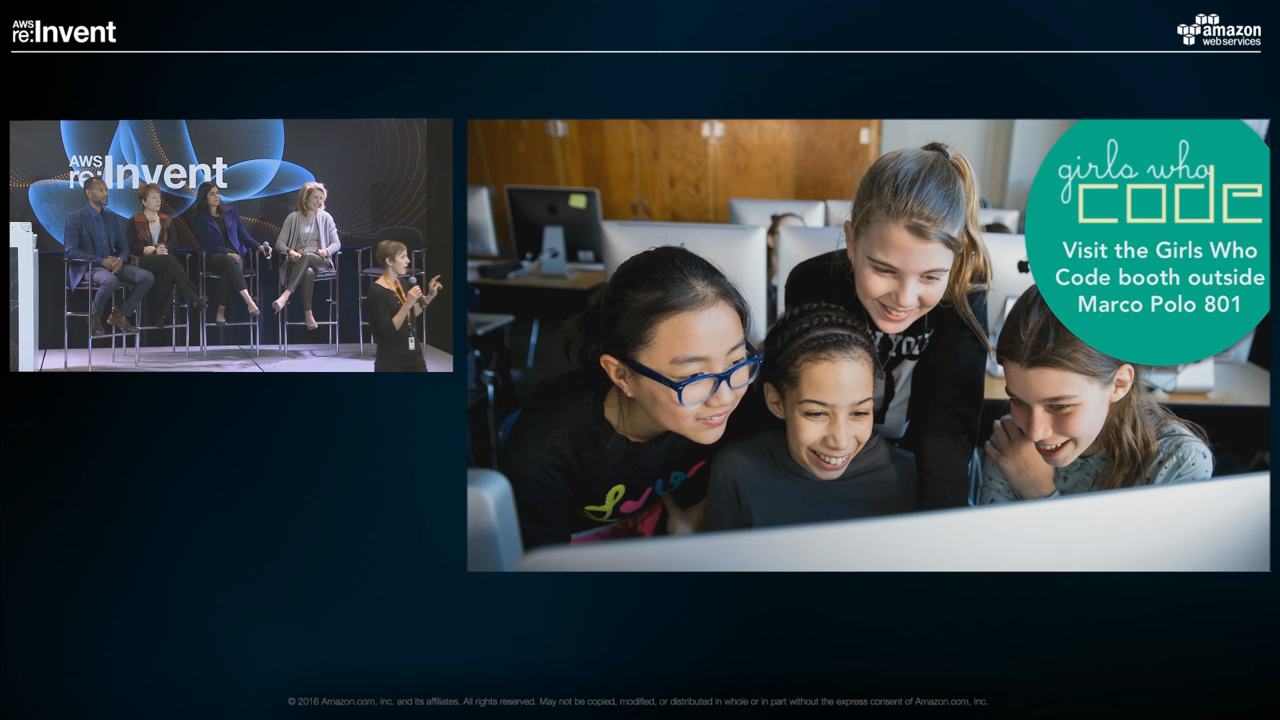 AWS
re:Invent
amazon
webservices
AWS
re:Invent
girls who
code
Visit the Girls Who
Code booth outside
Marco Polo 801
© 2016 Amazon.com, Inc. and its affiliates. All rights reserved. May not be copied, modified, or distributed in whole or in part without the express consent of Amazon.com, Inc.